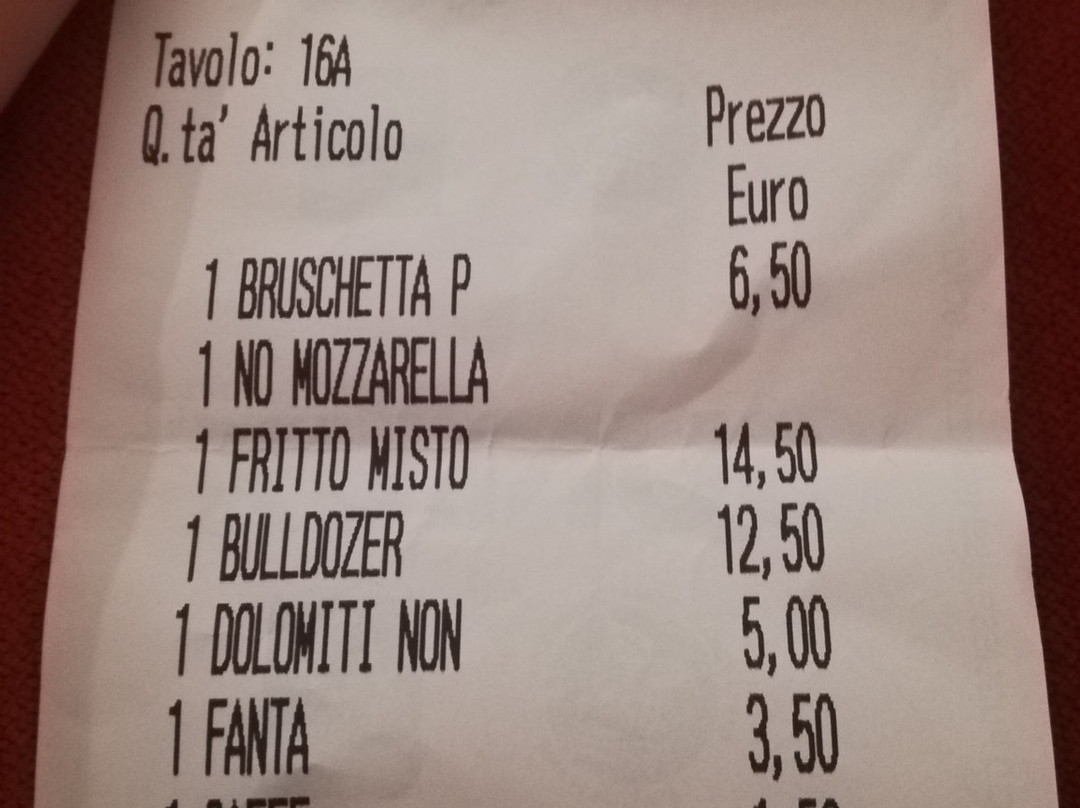 Tavolo: 16A
Q.ta' Articolo Prezzo
Euro
1 BRUSCHETTA P 6,50
1 NO MOZZARELLA
1 FRITTO MISTO 14,50
1 BULLDOZER 12,50
1 DOLOMITI NON 5,00
1 FANTA 3,50